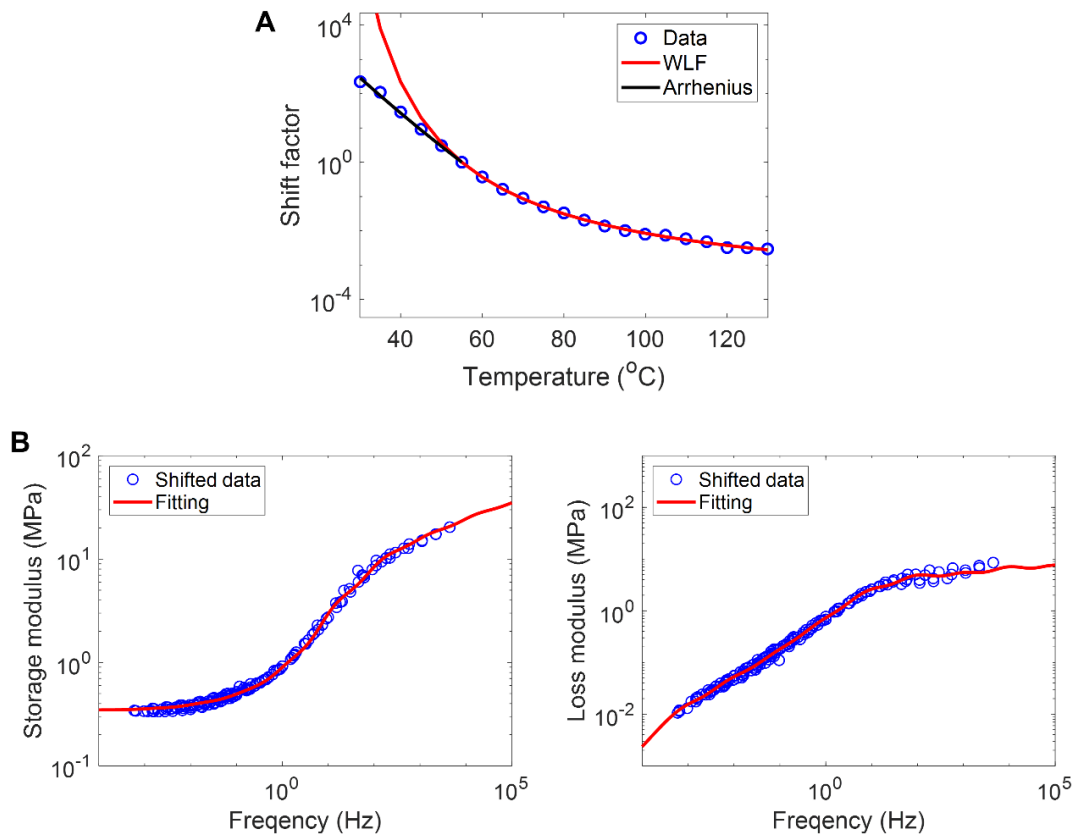 A
10^4
10^0
10^-4
Shift factor
Data
WLF
Arrhenius
40 60 80 100 120
Temperature (°C)
B
10^2
10^1
10^0
10^-1
Storage modulus (MPa)
Shifted data
Fitting
10^0 10^5
Freqency (Hz)
10^2
10^0
10^-2
Loss modulus (MPa)
Shifted data
Fitting
10^0 10^5
Freqency (Hz)